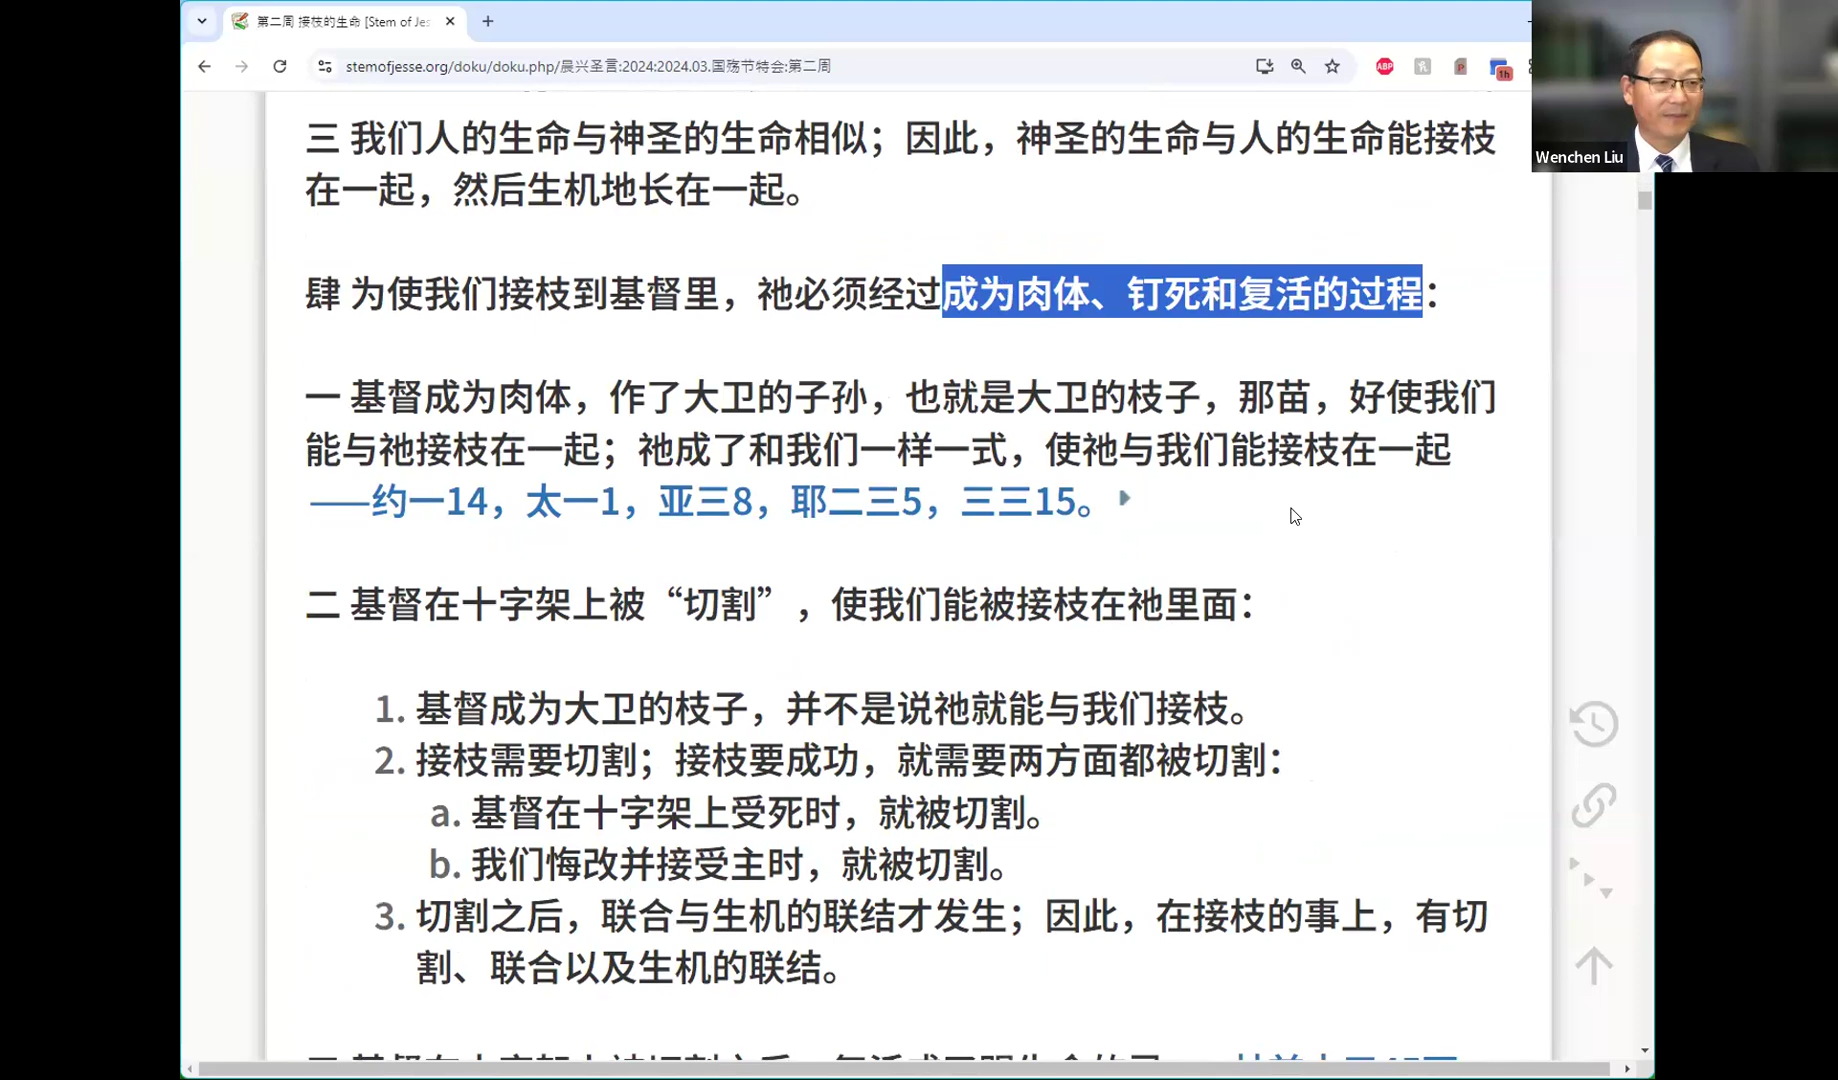 第二周 接枝的生命 [Stem of Jes
stemofjesse.org/doku/doku.php/晨兴圣言:2024:2024.03.国殇节特会:第二周
ABP
1h
Wenchen Liu
三 我们人的生命与神圣的生命相似；因此，神圣的生命与人的生命能接枝
在一起，然后生机地长在一起。
肆 为使我们接枝到基督里，祂必须经过成为肉体、钉死和复活的过程：
一 基督成为肉体，作了大卫的子孙，也就是大卫的枝子，那苗，好使我们
能与祂接枝在一起；祂成了和我们一样一式，使祂与我们能接枝在一起
——约一14，太一1，亚三8，耶二三5，三三15。
二 基督在十字架上被“切割”，使我们能被接枝在祂里面：
1. 基督成为大卫的枝子，并不是说祂就能与我们接枝。
2. 接枝需要切割；接枝要成功，就需要两方面都被切割：
a. 基督在十字架上受死时，就被切割。
b. 我们悔改并接受主时，就被切割。
3. 切割之后，联合与生机的联结才发生；因此，在接枝的事上，有切
割、联合以及生机的联结。